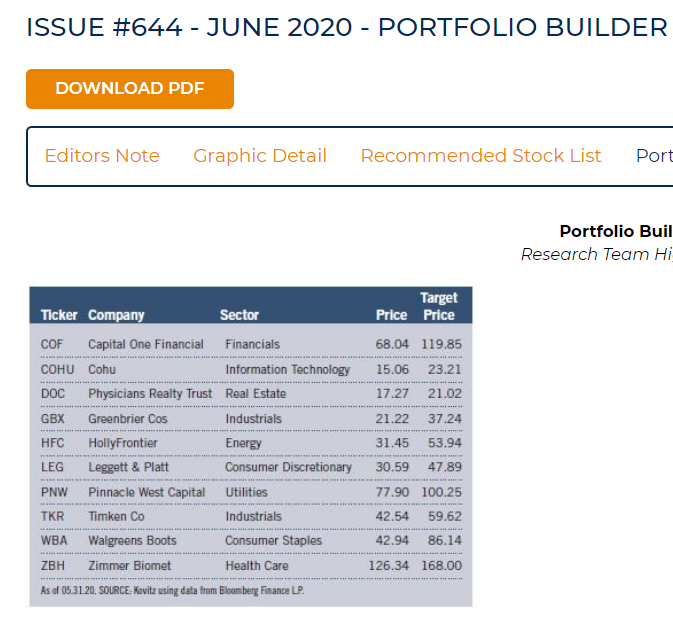 ISSUE #644 - JUNE 2020 - PORTFOLIO BUILDER
DOWNLOAD PDF
Editors Note Graphic Detail Recommended Stock List Port
Portfolio Buil
Research Team Hi
Ticker Company Sector Price Target Price
COF Capital One Financial Financials 68.04 119.85
COHU Cohu Information Technology 15.06 23.21
DOC Physicians Realty Trust Real Estate 17.27 21.02
GBX Greenbrier Cos Industrials 21.22 37.24
HFC HollyFrontier Energy 31.45 53.94
LEG Leggett & Platt Consumer Discretionary 30.59 47.89
PNW Pinnacle West Capital Utilities 77.90 100.25
TKR Timken Co Industrials 42.54 59.62
WBA Walgreens Boots Consumer Staples 42.94 86.14
ZBH Zimmer Biomet Health Care 126.34 168.00
As of 05.31.20. SOURCE: Kovitz using data from Bloomberg Finance L.P.